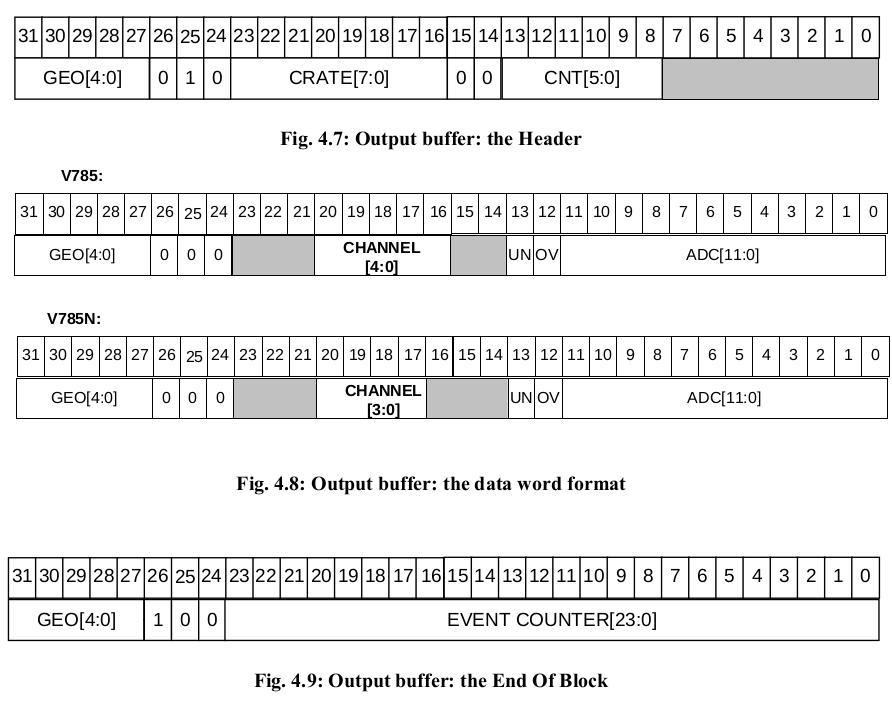 31 30 29 28 27 26 25 24 23 22 21 20 19 18 17 16 15 14 13 12 11 10 9 8 7 6 5 4 3 2 1 0
GEO[4:0] 0 1 0 CRATE[7:0] 0 0 CNT[5:0]
Fig. 4.7: Output buffer: the Header
V785:
31 30 29 28 27 26 25 24 23 22 21 20 19 18 17 16 15 14 13 12 11 10 9 8 7 6 5 4 3 2 1 0
GEO[4:0] 0 0 0 CHANNEL [4:0] UN OV ADC[11:0]
V785N:
31 30 29 28 27 26 25 24 23 22 21 20 19 18 17 16 15 14 13 12 11 10 9 8 7 6 5 4 3 2 1 0
GEO[4:0] 0 0 0 CHANNEL [3:0] UN OV ADC[11:0]
Fig. 4.8: Output buffer: the data word format
31 30 29 28 27 26 25 24 23 22 21 20 19 18 17 16 15 14 13 12 11 10 9 8 7 6 5 4 3 2 1 0
GEO[4:0] 1 0 0 EVENT COUNTER[23:0]
Fig. 4.9: Output buffer: the End Of Block